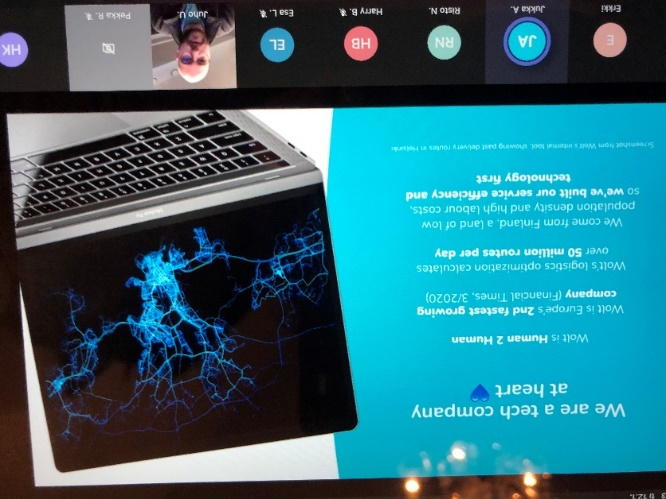 We are a tech company
at heart
Wolt is Human 2 Human
Wolt is Europe's 2nd fastest growing
company (Financial Times, 3/2020)
Wolt's logistics optimization calculates
over 50 million routes per day
We come from Finland, a land of low
population density and high labour costs,
so we've built our service efficiency and
technology first
Screenshot from Wolt's internal tool, showing past delivery routes in Helsinki
E
Erkki
JA
Jukka A.
RN
Risto N.
HB
Harry B.
EL
Esa L.
Juho U.
Pekka R.
HK